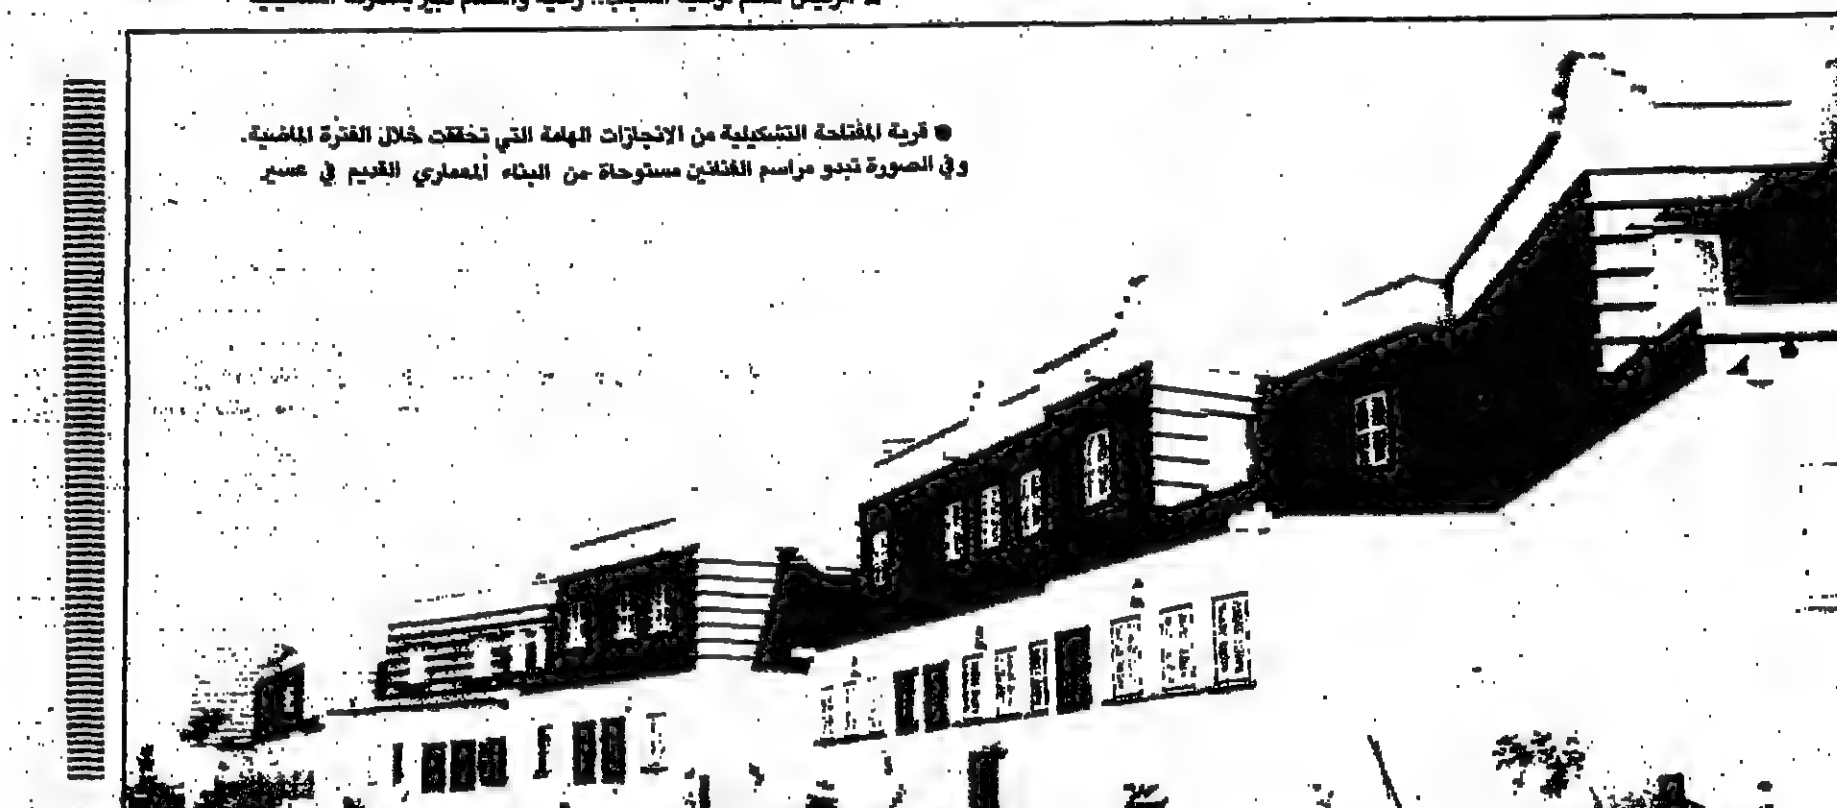 ● قرية المفتاحة التشكيلية من الانجازات الهامة التي تحققت خلال الفترة الماضية.
وفي الصورة تبدو مراسم الفنانين مستوحاة من البناء المعماري القديم في عسير